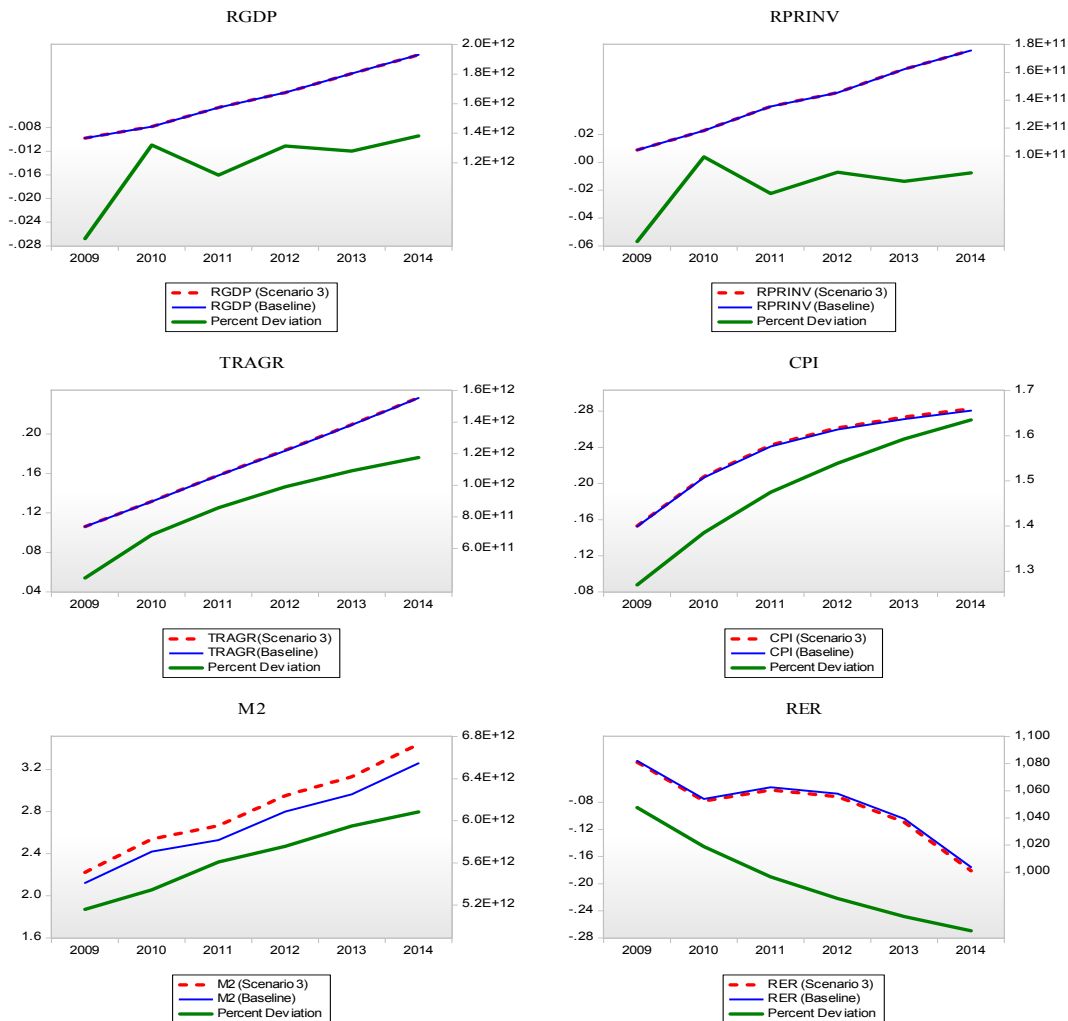 RGDP
2.0E+12
1.8E+12
1.6E+12
1.4E+12
1.2E+12
-.008
-.012
-.016
-.020
-.024
-.028
2009 2010 2011 2012 2013 2014
RGDP (Scenario 3)
RGDP (Baseline)
Percent Deviation
RPRINV
1.8E+11
1.6E+11
1.4E+11
1.2E+11
1.0E+11
.02
.00
-.02
-.04
-.06
2009 2010 2011 2012 2013 2014
RPRINV (Scenario 3)
RPRINV (Baseline)
Percent Deviation
TRAGR
1.6E+12
1.4E+12
1.2E+12
1.0E+12
8.0E+11
6.0E+11
.20
.16
.12
.08
.04
2009 2010 2011 2012 2013 2014
TRAGR (Scenario 3)
TRAGR (Baseline)
Percent Deviation
CPI
1.7
1.6
1.5
1.4
1.3
.28
.24
.20
.16
.12
.08
2009 2010 2011 2012 2013 2014
CPI (Scenario 3)
CPI (Baseline)
Percent Deviation
M2
6.8E+12
6.4E+12
6.0E+12
5.6E+12
5.2E+12
3.2
2.8
2.4
2.0
1.6
2009 2010 2011 2012 2013 2014
M2 (Scenario 3)
M2 (Baseline)
Percent Deviation
RER
1,100
1,080
1,060
1,040
1,020
1,000
-.08
-.12
-.16
-.20
-.24
-.28
2009 2010 2011 2012 2013 2014
RER (Scenario 3)
RER (Baseline)
Percent Deviation